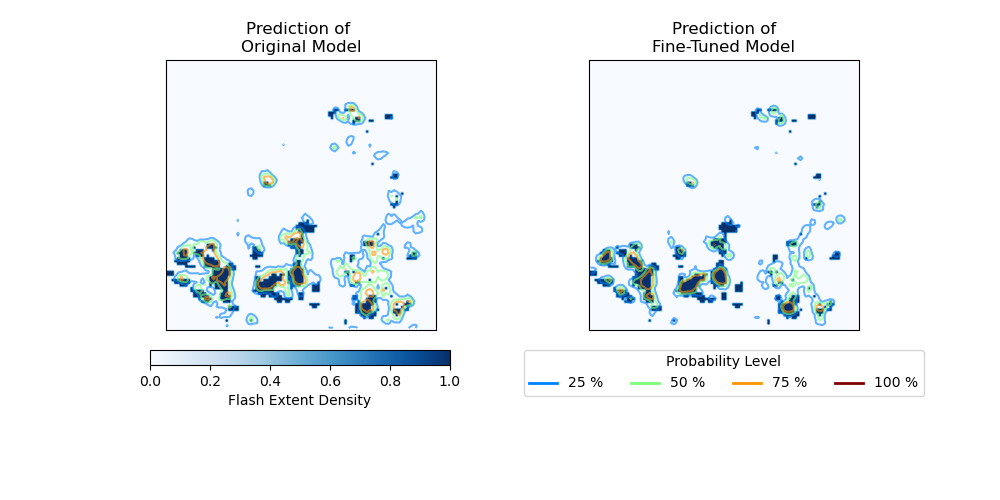 Prediction of
Original Model
Prediction of
Fine-Tuned Model
0.0 0.2 0.4 0.6 0.8 1.0
Flash Extent Density
Probability Level
25 % 50 % 75 % 100 %